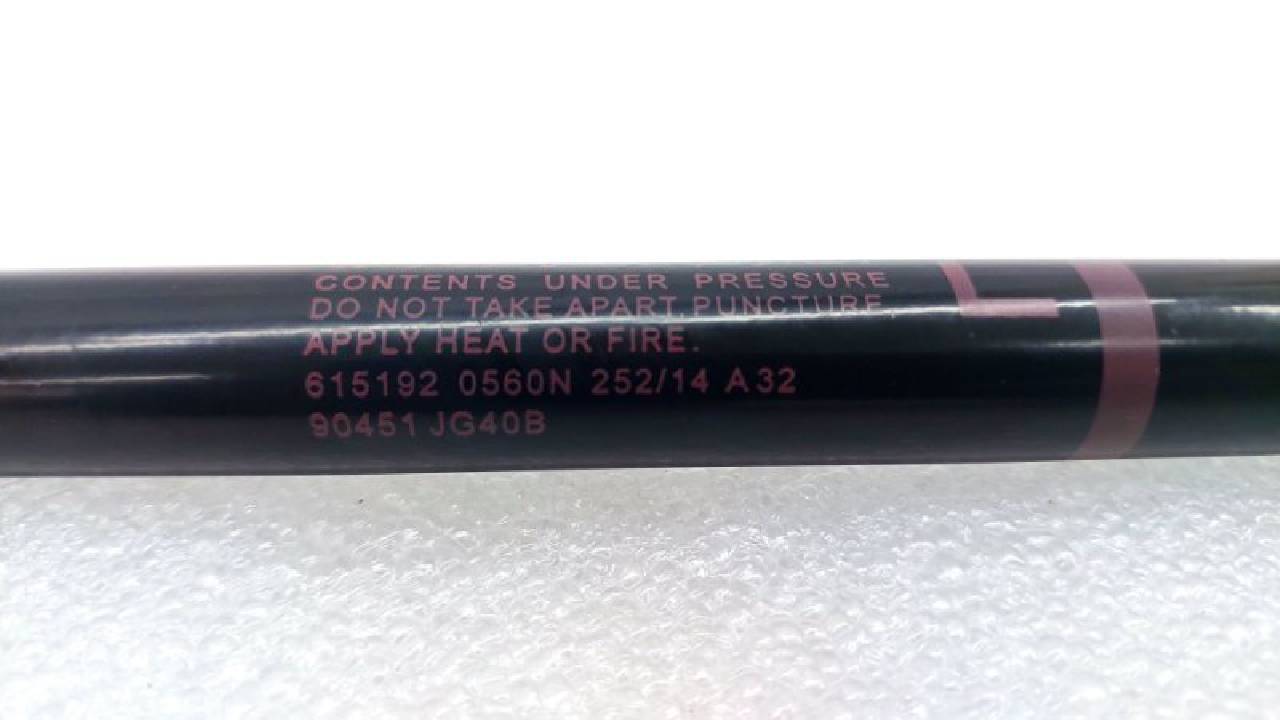 CONTENTS UNDER PRESSURE
DO NOT TAKE APART, PUNCTURE,
APPLY HEAT OR FIRE.
615192 0560N 252/14 A32
90451 JG40B
L